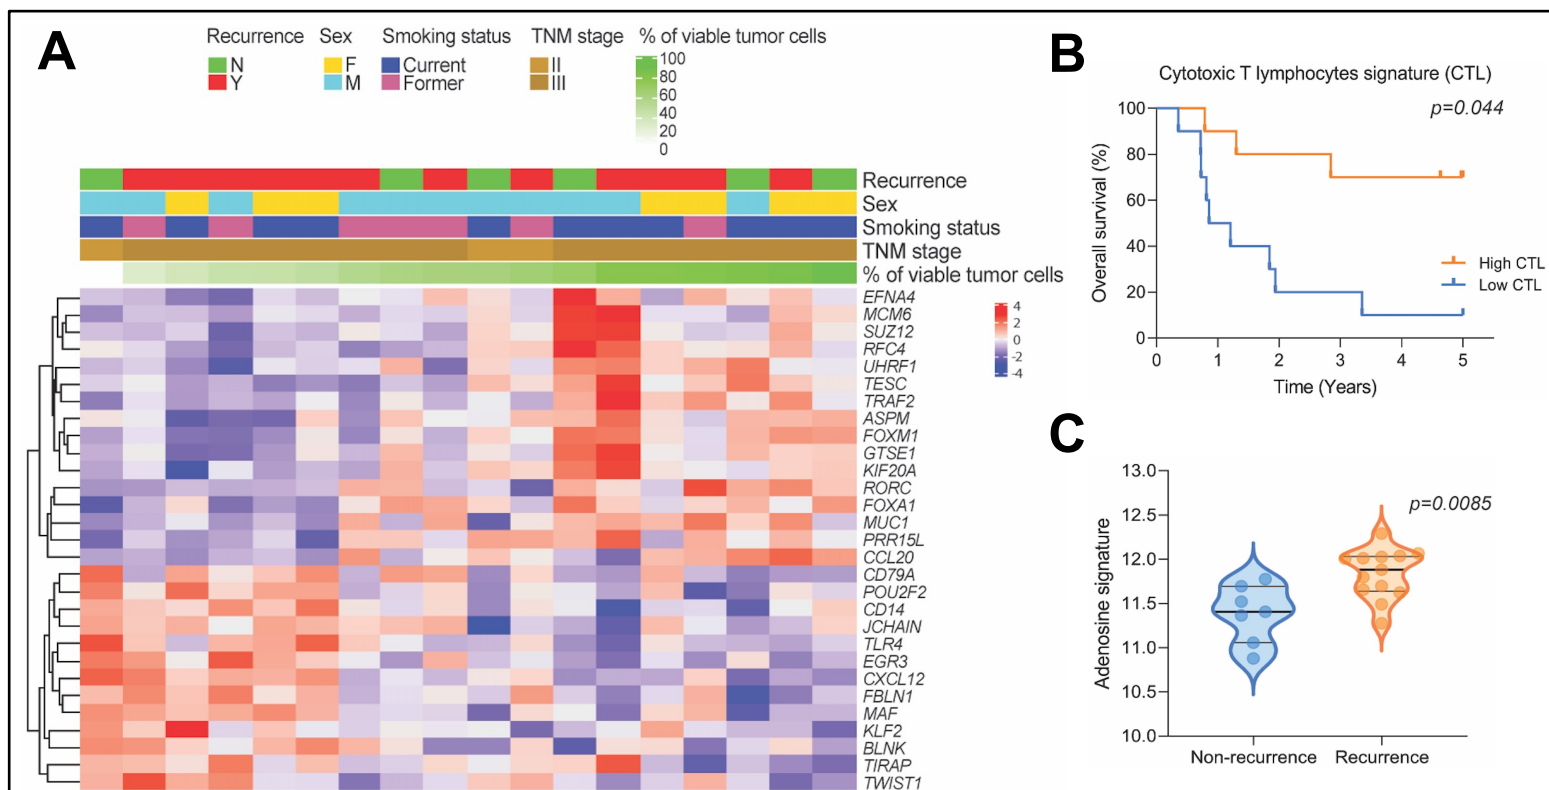 A
Recurrence Sex Smoking status TNM stage % of viable tumor cells
N F Current II 100
Y M Former III 80
60
40
20
0
Recurrence
Sex
Smoking status
TNM stage
% of viable tumor cells
EFNA4
MCM6
SUZ12
RFC4
UHRF1
TESC
TRAF2
ASPM
FOXM1
GTSE1
KIF20A
RORC
FOXA1
MUC1
PRR15L
CCL20
CD79A
POU2F2
CD14
JCHAIN
TLR4
EGR3
CXCL12
FBLN1
MAF
KLF2
BLNK
TIRAP
TWIST1
4
2
0
-2
-4
B
Cytotoxic T lymphocytes signature (CTL)
p=0.044
Overall survival (%)
100
80
60
40
20
0
High CTL
Low CTL
0 1 2 3 4 5
Time (Years)
C
p=0.0085
Adenosine signature
13.0
12.5
12.0
11.5
11.0
10.5
10.0
Non-recurrence Recurrence